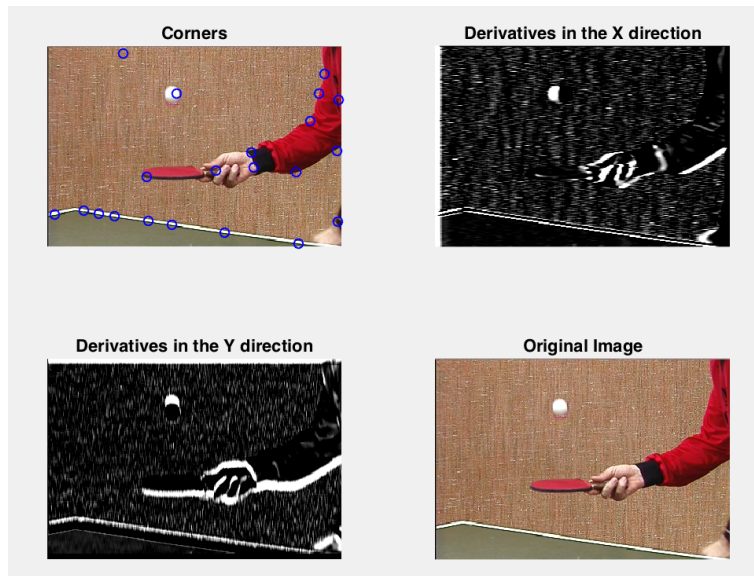 Corners
Derivatives in the X direction
Derivatives in the Y direction
Original Image